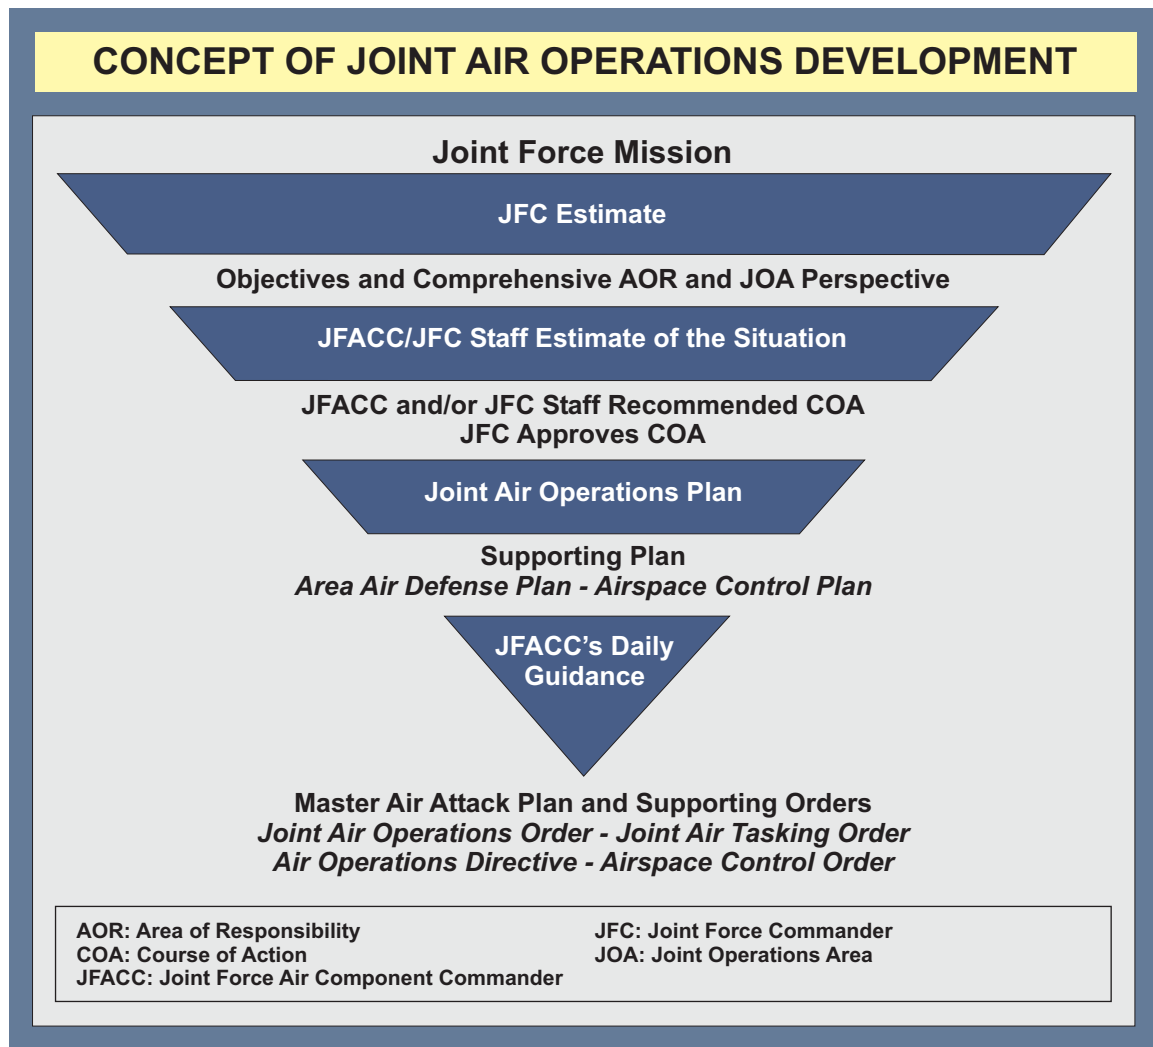 CONCEPT OF JOINT AIR OPERATIONS DEVELOPMENT
Joint Force Mission
JFC Estimate
Objectives and Comprehensive AOR and JOA Perspective
JFACC/JFC Staff Estimate of the Situation
JFACC and/or JFC Staff Recommended COA
JFC Approves COA
Joint Air Operations Plan
Supporting Plan
Area Air Defense Plan - Airspace Control Plan
JFACC’s Daily
Guidance
Master Air Attack Plan and Supporting Orders
Joint Air Operations Order - Joint Air Tasking Order
Air Operations Directive - Airspace Control Order
AOR: Area of Responsibility
COA: Course of Action
JFACC: Joint Force Air Component Commander
JFC: Joint Force Commander
JOA: Joint Operations Area